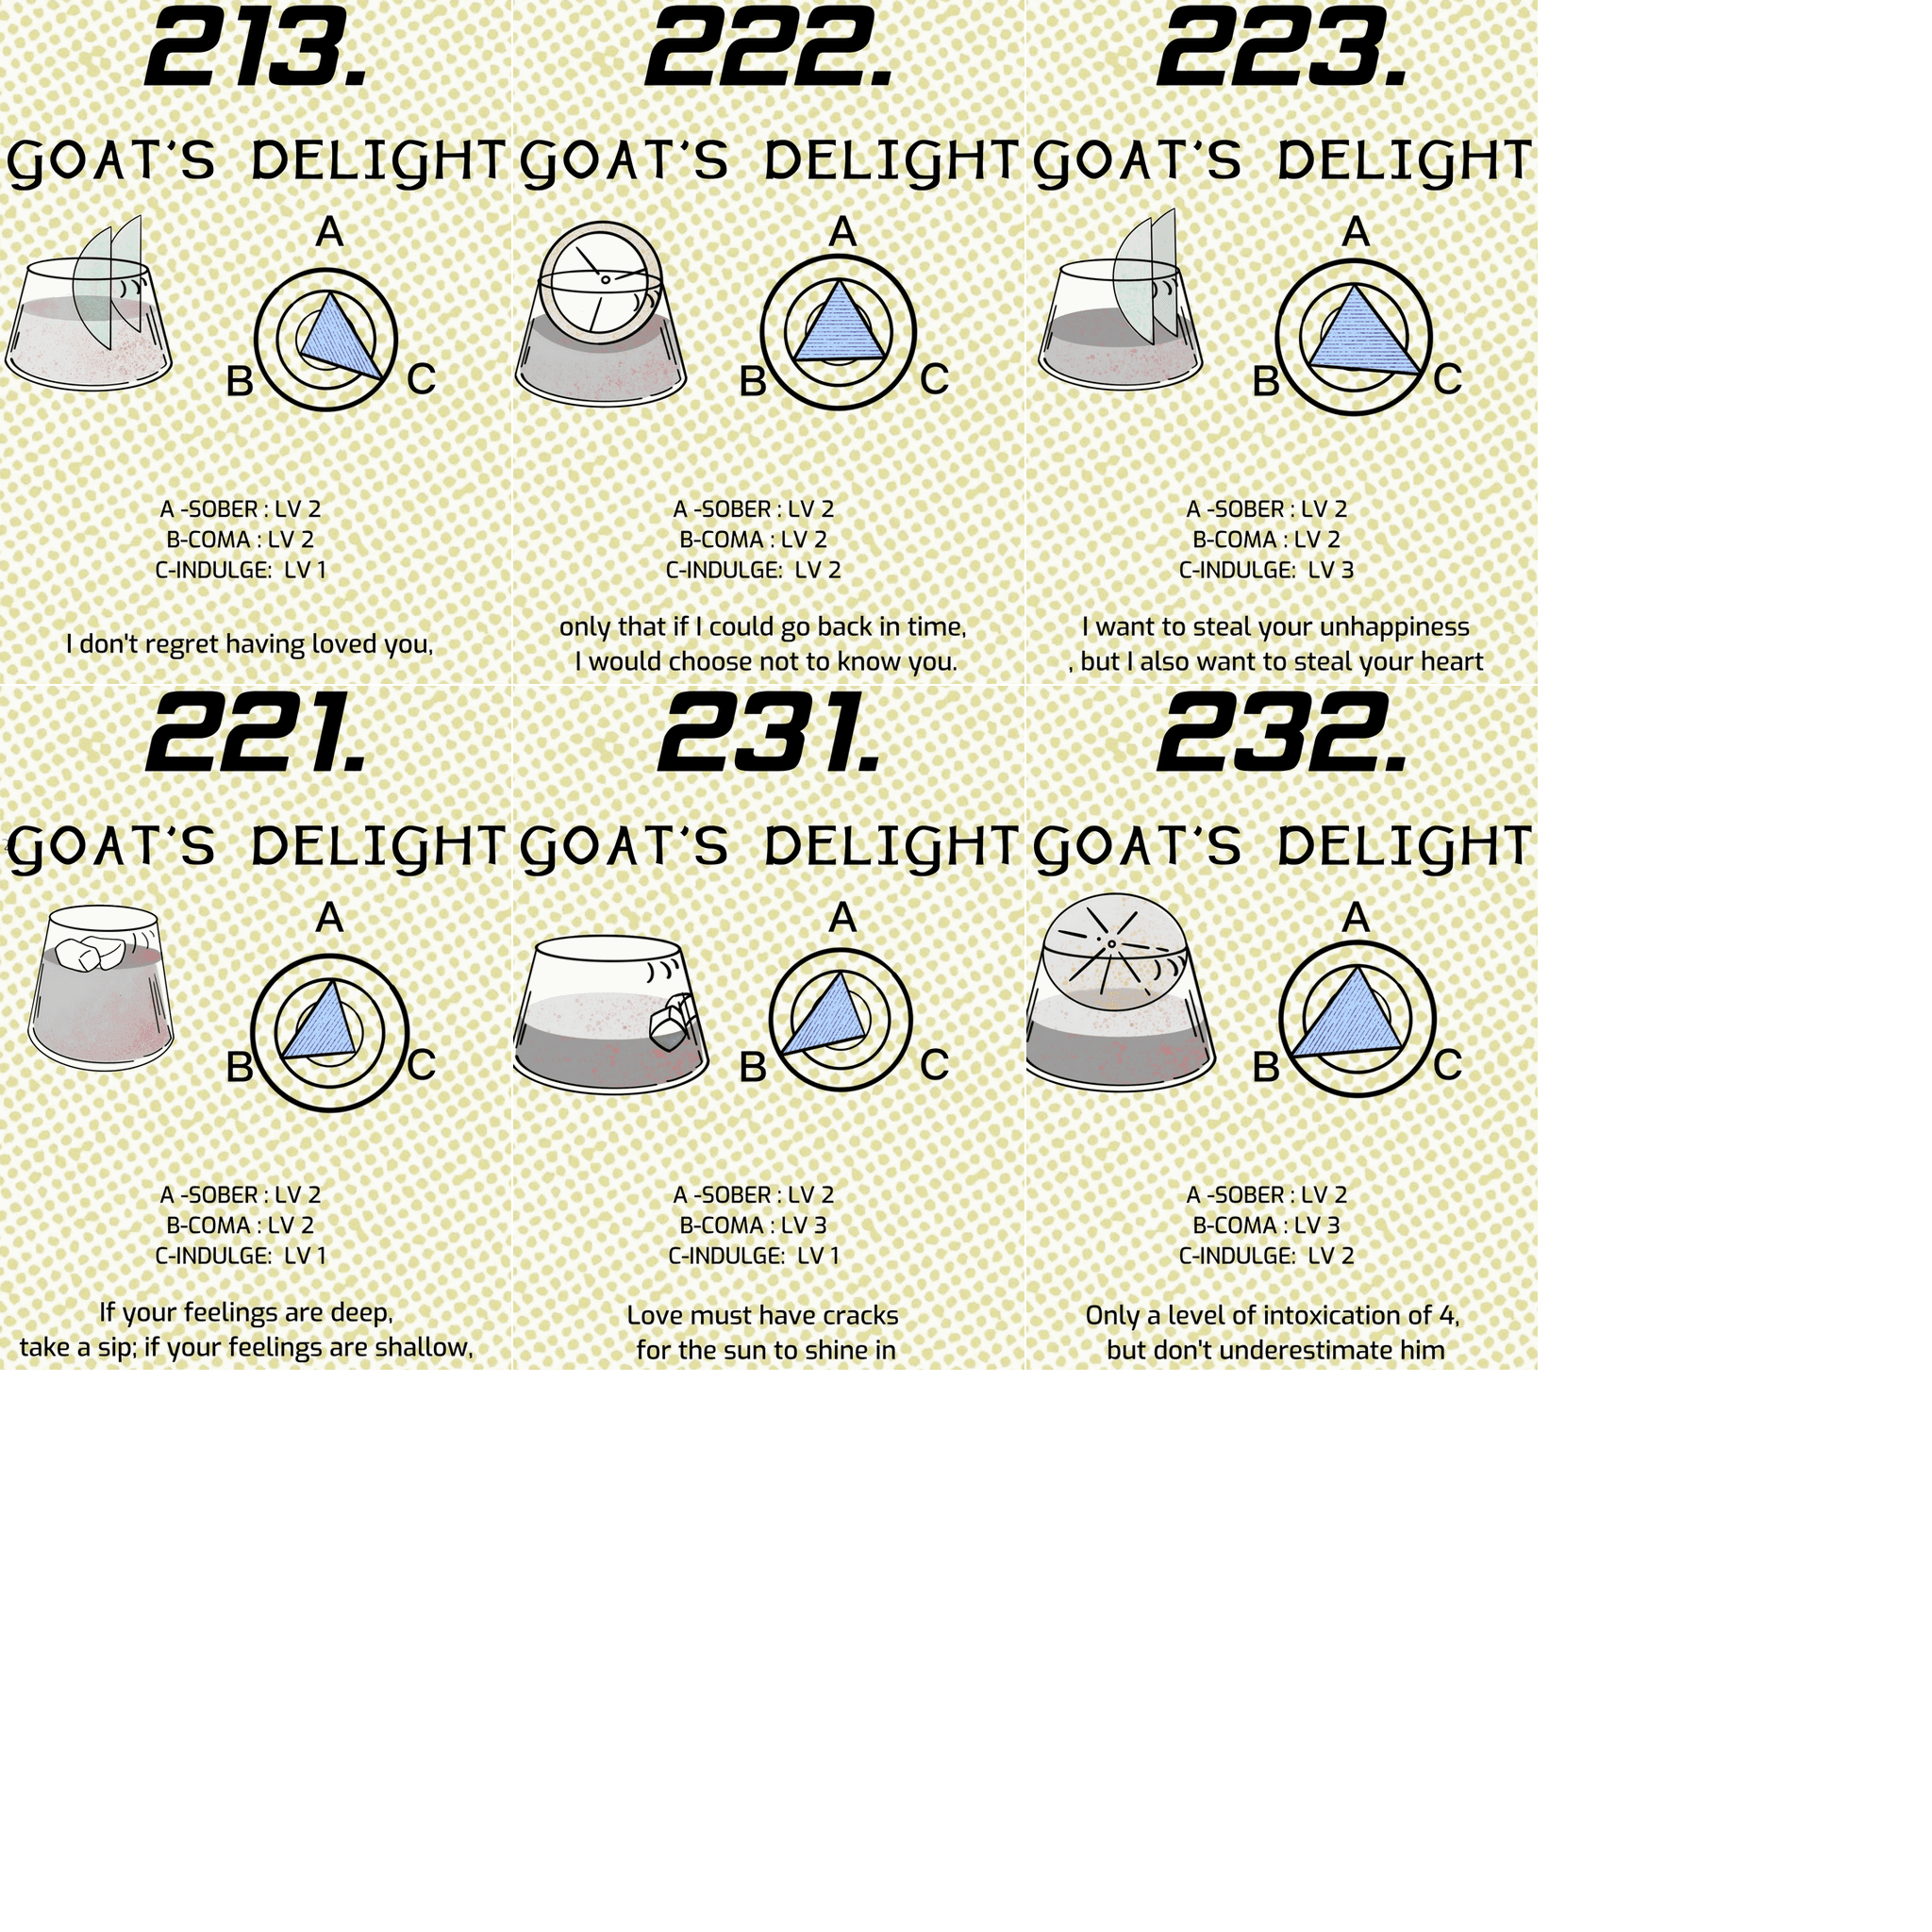 213.
GOAT'S DELIGHT
A
B
C
A -SOBER : LV 2
B-COMA : LV 2
C-INDULGE: LV 1
I don't regret having loved you,
222.
GOAT'S DELIGHT
A
B
C
A -SOBER : LV 2
B-COMA : LV 2
C-INDULGE: LV 2
only that if I could go back in time,
I would choose not to know you.
223.
GOAT'S DELIGHT
A
B
C
A -SOBER : LV 2
B-COMA : LV 2
C-INDULGE: LV 3
I want to steal your unhappiness
, but I also want to steal your heart
221.
GOAT'S DELIGHT
A
B
C
A -SOBER : LV 2
B-COMA : LV 2
C-INDULGE: LV 1
If your feelings are deep,
take a sip; if your feelings are shallow,
231.
GOAT'S DELIGHT
A
B
C
A -SOBER : LV 2
B-COMA : LV 3
C-INDULGE: LV 1
Love must have cracks
for the sun to shine in
232.
GOAT'S DELIGHT
A
B
C
A -SOBER : LV 2
B-COMA : LV 3
C-INDULGE: LV 2
Only a level of intoxication of 4,
but don't underestimate him